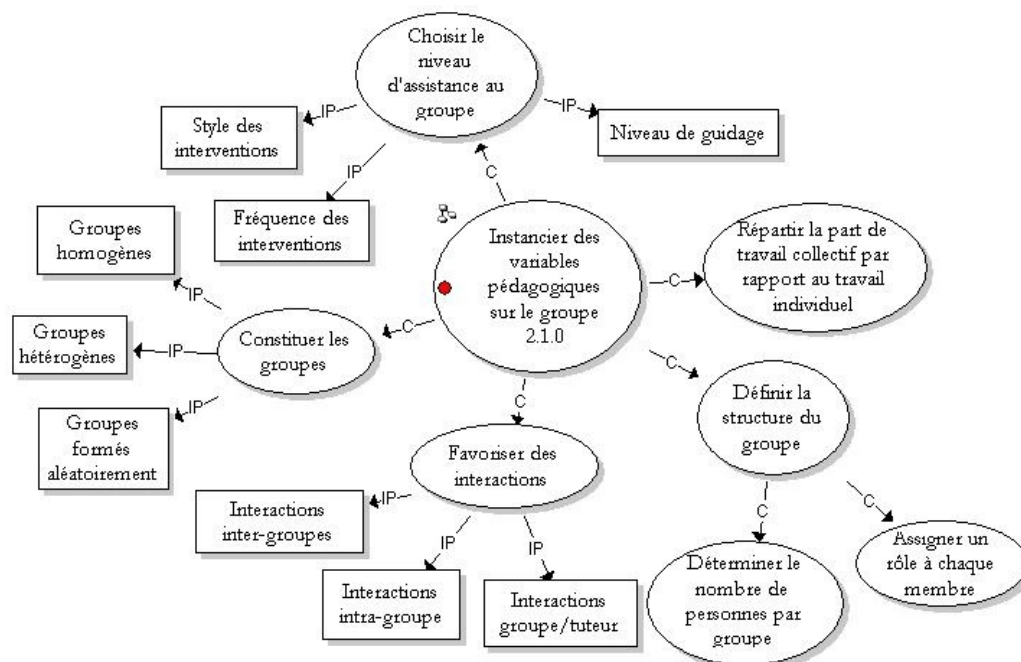 Choisir le
niveau
d'assistance au
groupe
IP
IP
Style des
interventions
Niveau de guidage
IP
C
Fréquence des
interventions
Groupes
homogènes
Instancier des
variables
pédagogiques
sur le groupe
2.1.0
Répartir la part de
travail collectif par
rapport au travail
individuel
C
IP
C
Constituer les
groupes
Groupes
hétérogènes
IP
IP
Groupes
formés
aléatoirement
C
C
Définir la
structure du
groupe
Favoriser des
interactions
IP
Interactions
inter-groupes
IP
IP
C
C
Interactions
intra-groupe
Interactions
groupe/tuteur
Déterminer le
nombre de
personnes par
groupe
Assigner un
rôle à chaque
membre